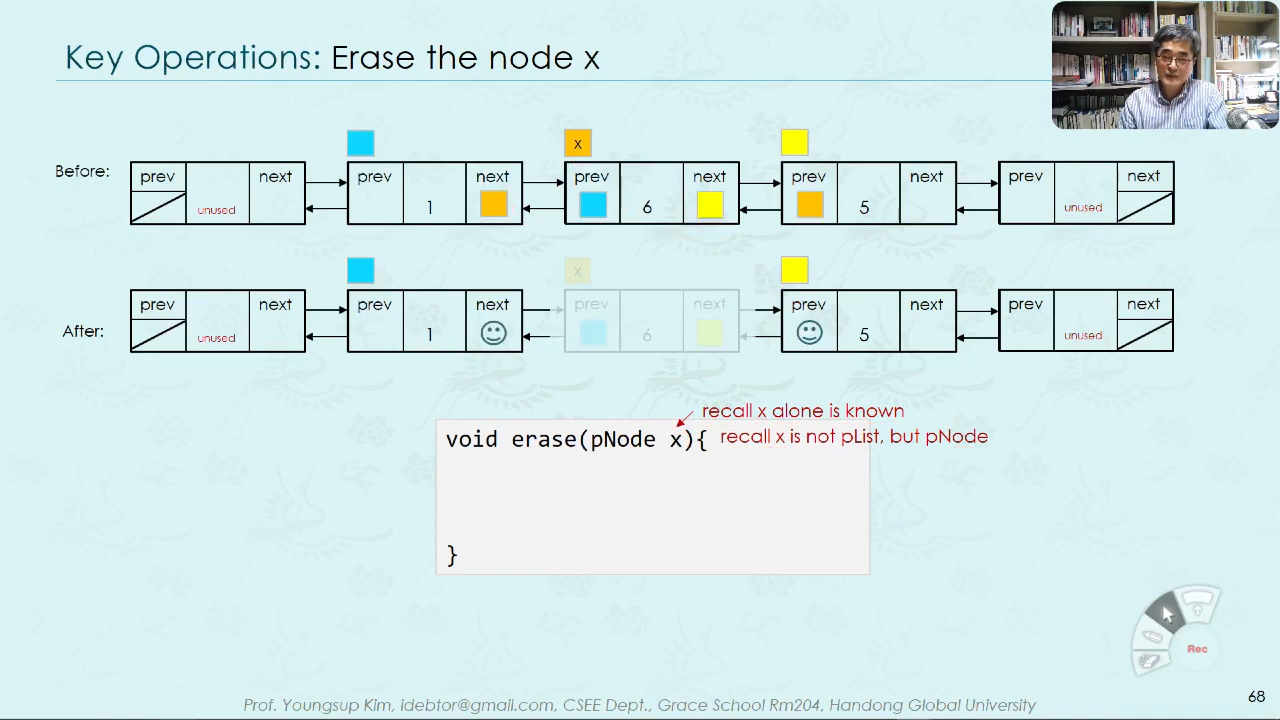 Key Operations: Erase the node x
x
Before:
prev next prev next prev next prev next prev next
unused 1 6 5 unused
x
After:
prev next prev next prev next prev next prev next
unused 1 6 5 unused
recall x alone is known
void erase(pNode x){ recall x is not pList, but pNode
}
Rec
Prof. Youngsup Kim, idebtor@gmail.com, CSEE Dept., Grace School Rm204, Handong Global University
68